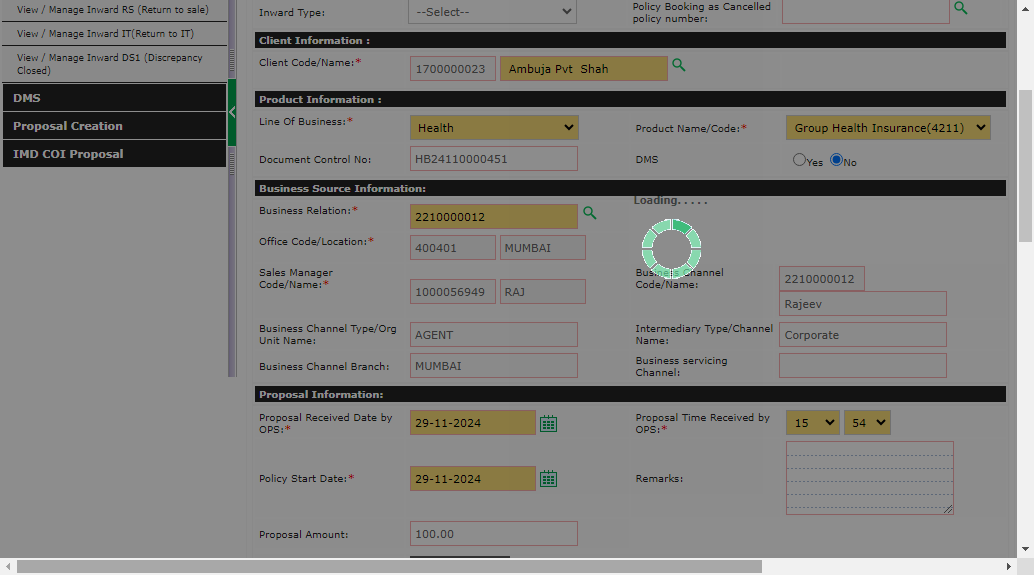 View / Manage Inward RS (Return to sale)
View / Manage Inward IT(Return to IT)
View / Manage Inward DS1 (Discrepancy
Closed)
DMS
Proposal Creation
IMD COI Proposal
Inward Type:
--Select--
Policy Booking as Cancelled
policy number:
Client Information :
Client Code/Name:*
1700000023
Ambuja Pvt Shah
Product Information :
Line Of Business:*
Health
Product Name/Code:*
Group Health Insurance(4211)
Document Control No:
HB24110000451
DMS
Yes
No
Business Source Information:
Loading. . . . .
Business Relation:*
2210000012
Office Code/Location:*
400401
MUMBAI
Sales Manager
Code/Name:*
1000056949
RAJ
Business Channel
Code/Name:
2210000012
Rajeev
Business Channel Type/Org
Unit Name:
AGENT
Intermediary Type/Channel
Name:
Corporate
Business Channel Branch:
MUMBAI
Business servicing
Channel:
Proposal Information:
Proposal Received Date by
OPS:*
29-11-2024
Proposal Time Received by
OPS:*
15
54
Policy Start Date:*
29-11-2024
Remarks:
Proposal Amount:
100.00